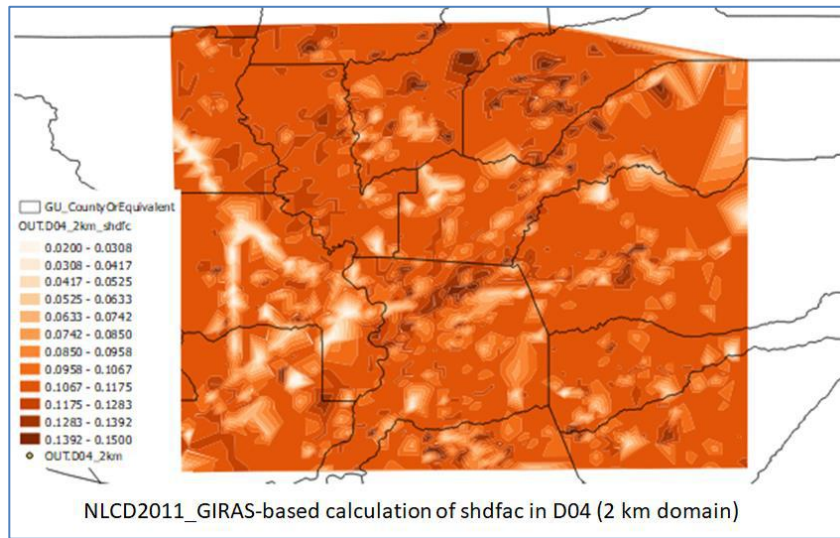 GU_CountyOrEquivalent
OUT.D04_2km_shdfc
0.0200 - 0.0308
0.0308 - 0.0417
0.0417 - 0.0525
0.0525 - 0.0633
0.0633 - 0.0742
0.0742 - 0.0850
0.0850 - 0.0958
0.0958 - 0.1067
0.1067 - 0.1175
0.1175 - 0.1283
0.1283 - 0.1392
0.1392 - 0.1500
OUT.D04_2km
NLCD2011_GIRAS-based calculation of shdfac in D04 (2 km domain)